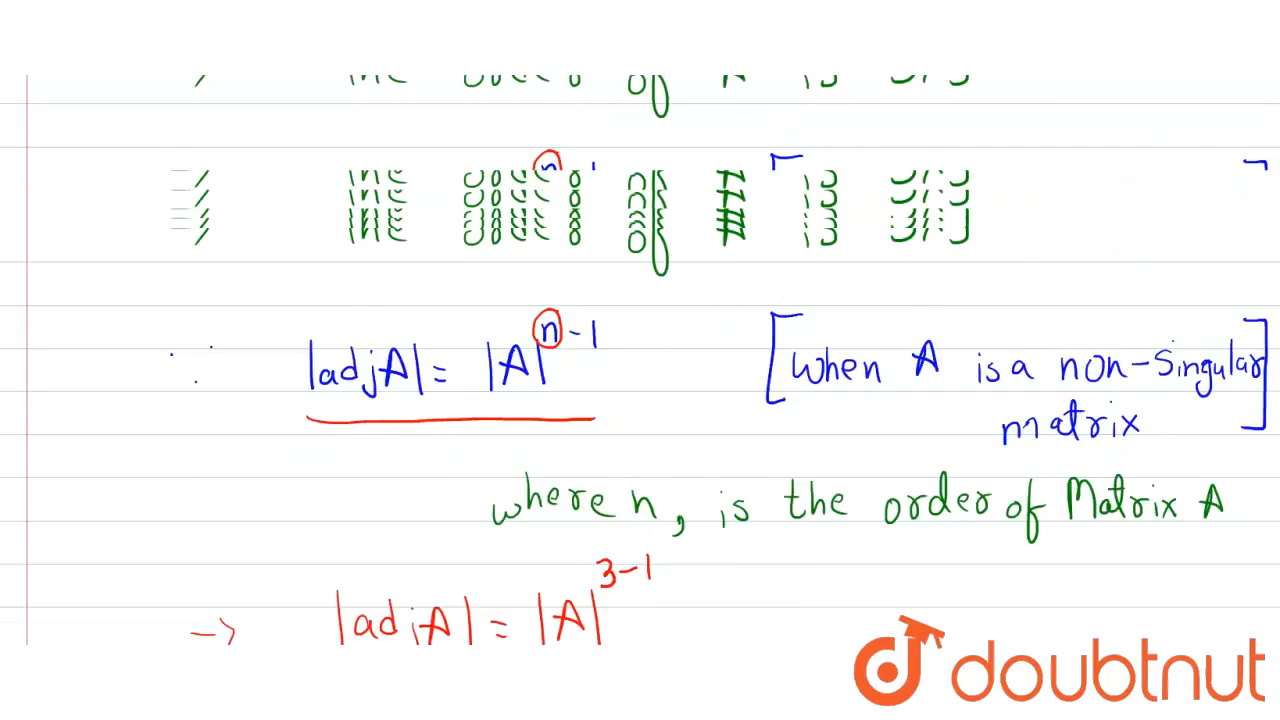 ∵ |adjA| = |A|^{n-1} [when A is a non-Singular
matrix]
where n, is the order of Matrix A
→ |adjA| = |A|^{3-1}
doubtnut